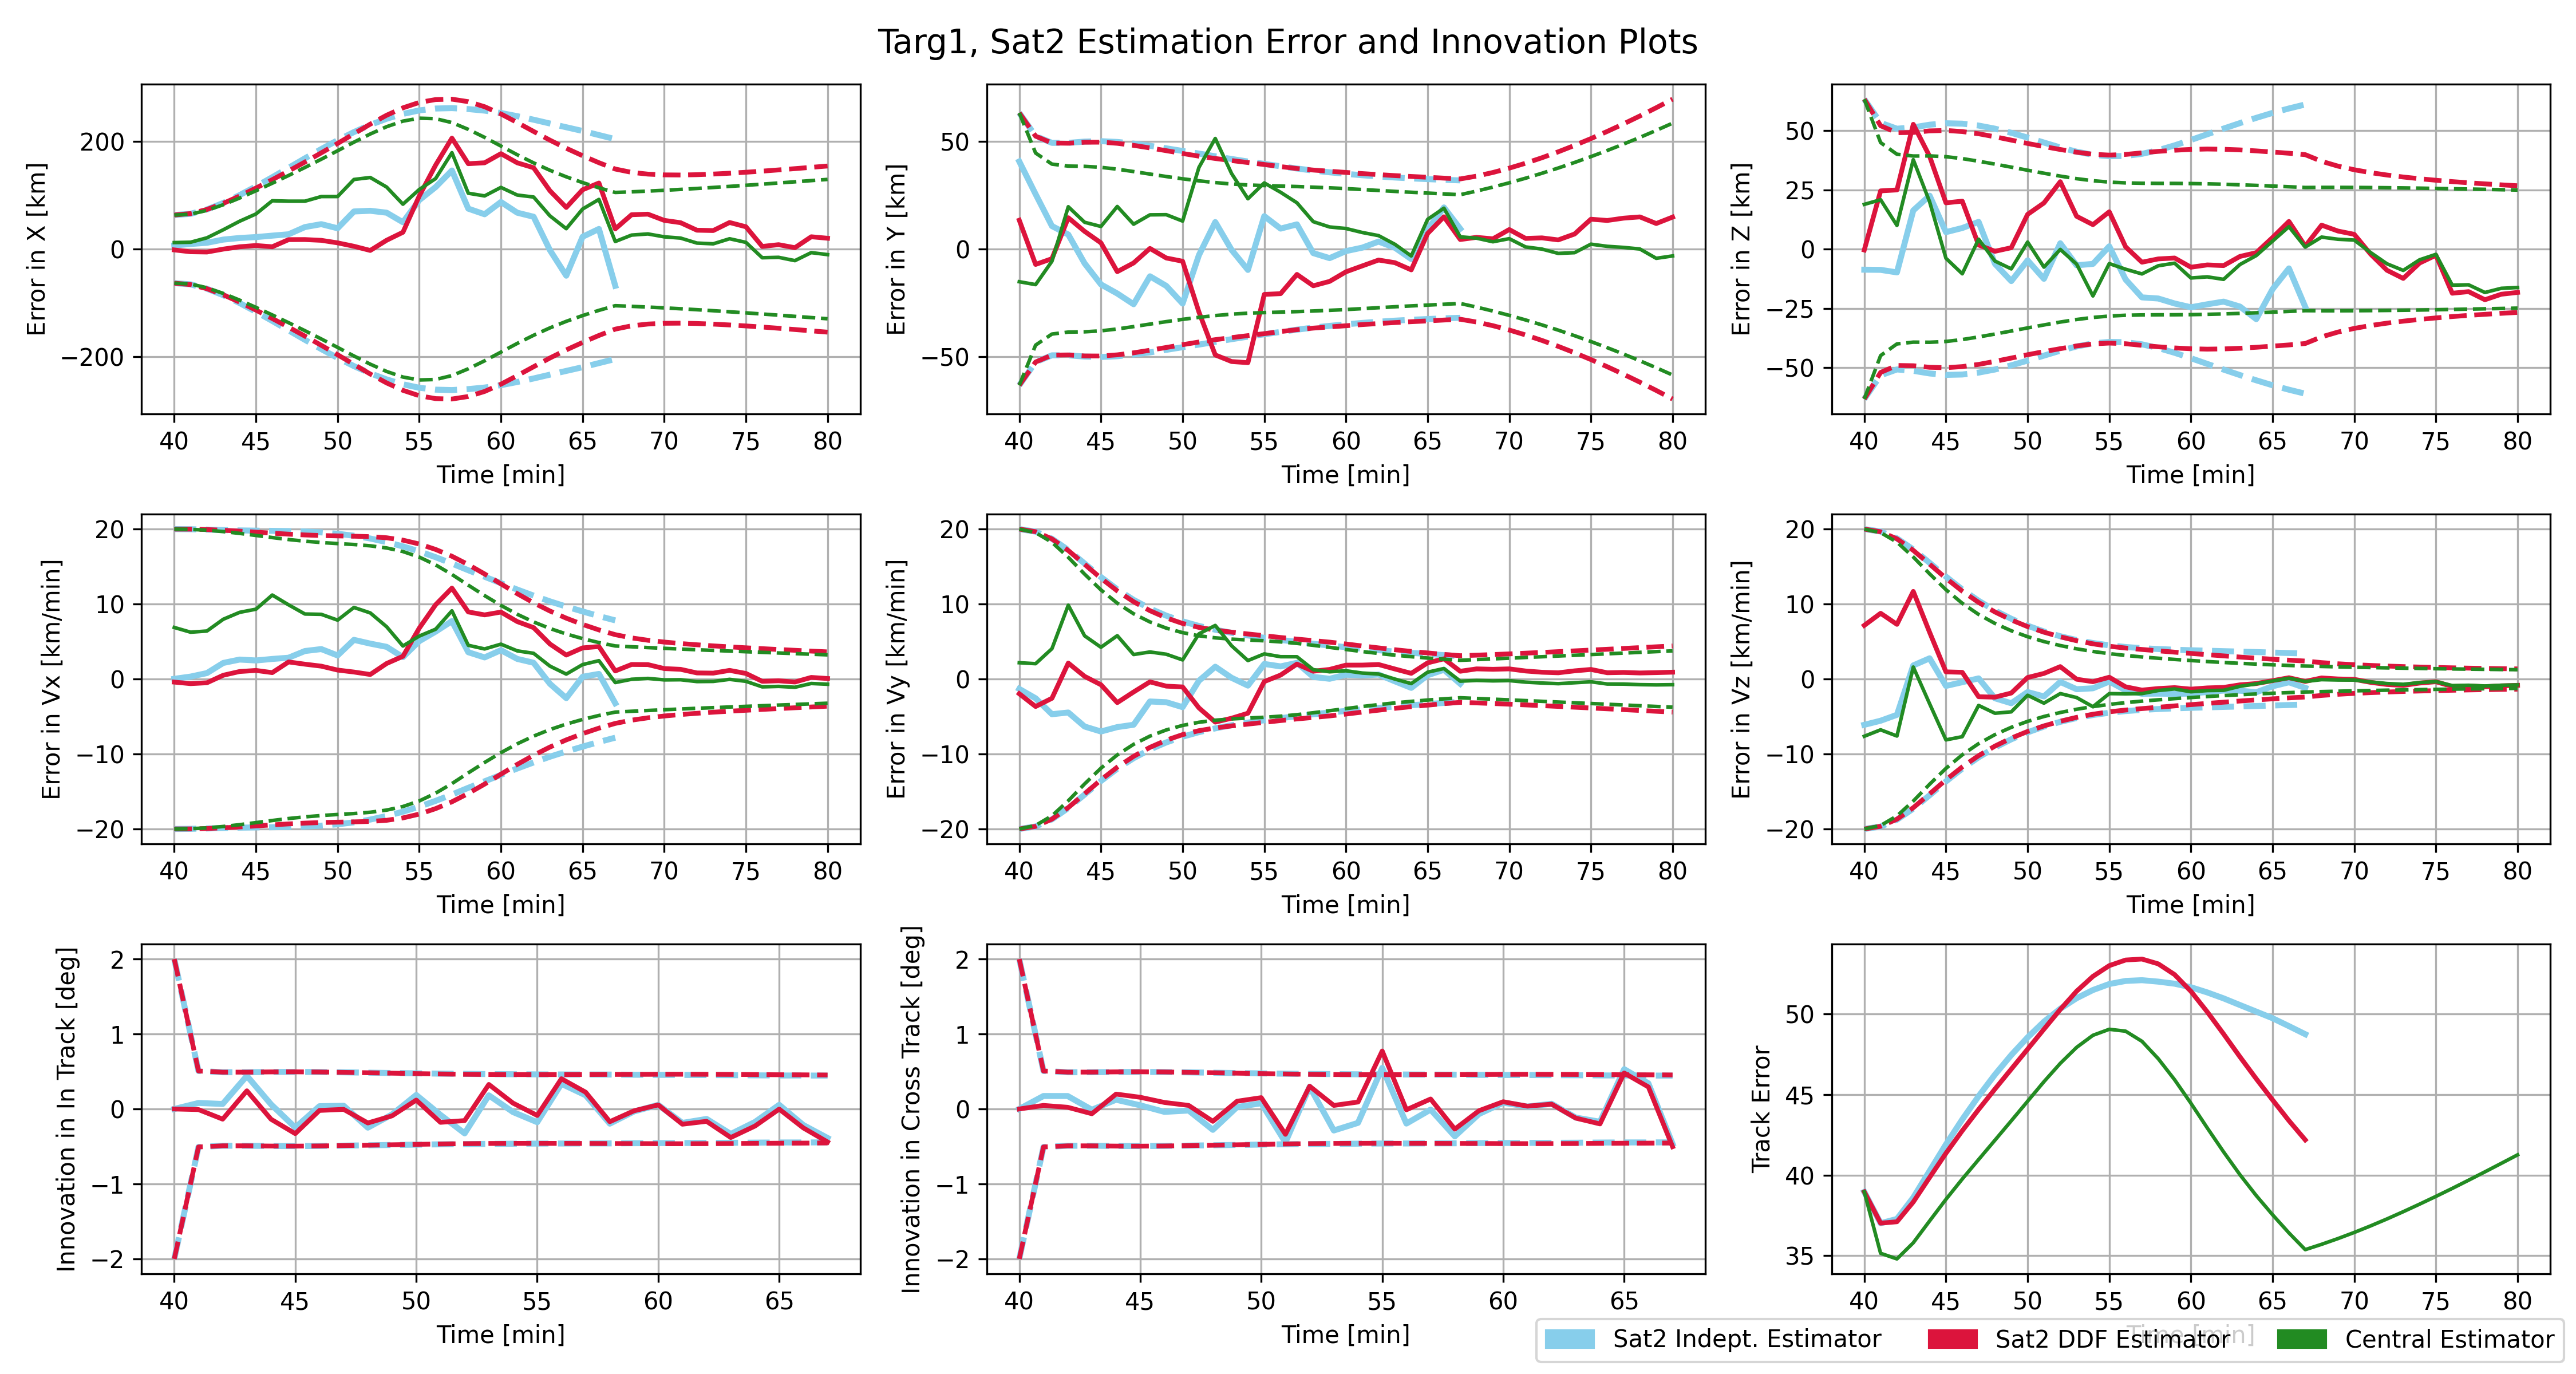 Targ1, Sat2 Estimation Error and Innovation Plots
Error in X [km]
200
0
−200
40 45 50 55 60 65 70 75 80
Time [min]
Error in Y [km]
50
0
−50
40 45 50 55 60 65 70 75 80
Time [min]
Error in Z [km]
50
25
0
−25
−50
40 45 50 55 60 65 70 75 80
Time [min]
Error in Vx [km/min]
20
10
0
−10
−20
40 45 50 55 60 65 70 75 80
Time [min]
Error in Vy [km/min]
20
10
0
−10
−20
40 45 50 55 60 65 70 75 80
Time [min]
Error in Vz [km/min]
20
10
0
−10
−20
40 45 50 55 60 65 70 75 80
Time [min]
Innovation in In Track [deg]
2
1
0
−1
−2
40 45 50 55 60 65
Time [min]
Innovation in Cross Track [deg]
2
1
0
−1
−2
40 45 50 55 60 65
Time [min]
Track Error
50
45
40
35
40 45 50 55 60 65 70 75 80
Time [min]
Sat2 Indept. Estimator Sat2 DDF Estimator Central Estimator